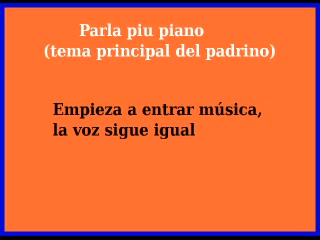 Parla piu piano
(tema principal del padrino)
Empieza a entrar música,
la voz sigue igual